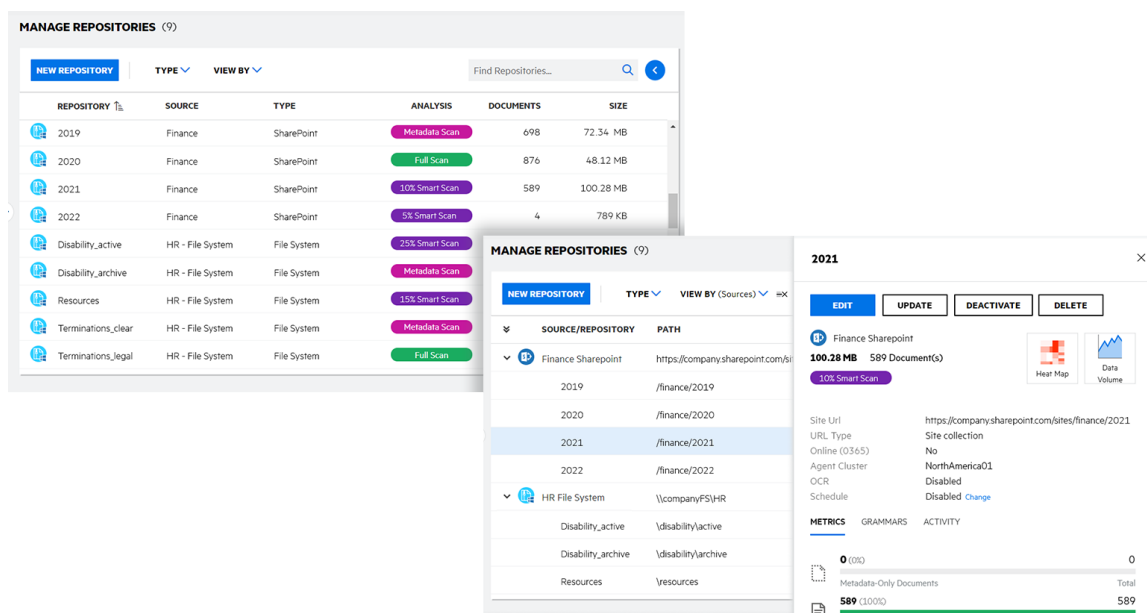 MANAGE REPOSITORIES (9)
NEW REPOSITORY TYPE VIEW BY Find Repositories...
REPOSITORY SOURCE TYPE ANALYSIS DOCUMENTS SIZE
2019 Finance SharePoint Metadata Scan 698 72.34 MB
2020 Finance SharePoint Full Scan 876 48.12 MB
2021 Finance SharePoint 10% Smart Scan 589 100.28 MB
2022 Finance SharePoint 5% Smart Scan 4 789 KB
Disability_active HR - File System File System 25% Smart Scan
Disability_archive HR - File System File System Metadata Scan
Resources HR - File System File System 15% Smart Scan
Terminations_clear HR - File System File System Metadata Scan
Terminations_legal HR - File System File System Full Scan
MANAGE REPOSITORIES (9)
NEW REPOSITORY TYPE VIEW BY (Sources)
SOURCE/REPOSITORY PATH
Finance Sharepoint https://company.sharepoint.com/si
2019 /finance/2019
2020 /finance/2020
2021 /finance/2021
2022 /finance/2022
HR File System \\companyFS\HR
Disability_active \disability\active
Disability_archive \disability\archive
Resources \resources
2021
EDIT UPDATE DEACTIVATE DELETE
Finance Sharepoint
100.28 MB 589 Document(s)
10% Smart Scan
Heat Map
Data
Volume
Site Url https://company.sharepoint.com/sites/finance/2021
URL Type Site collection
Online (0365) No
Agent Cluster NorthAmerica01
OCR Disabled
Schedule Disabled Change
METRICS GRAMMARS ACTIVITY
0 (0%) 0
Metadata-Only Documents Total
589 (100%) 589